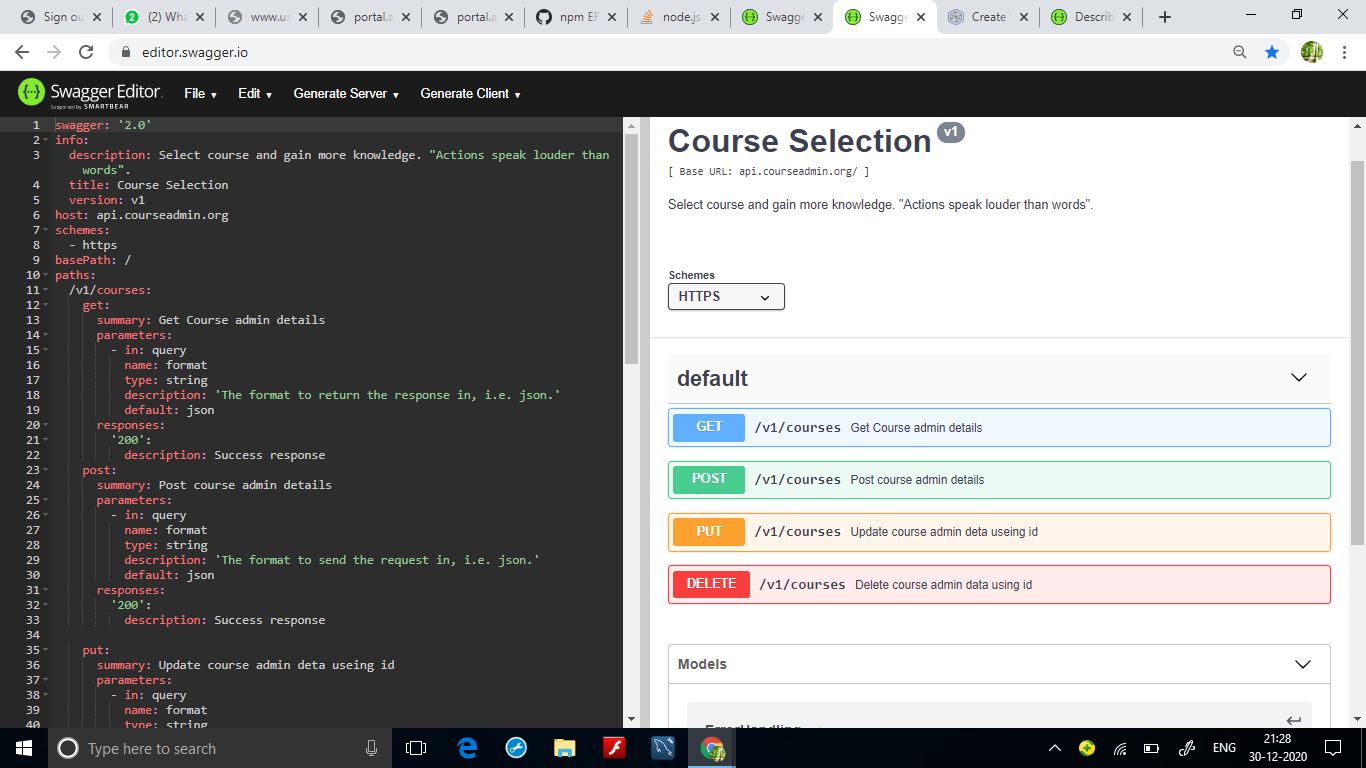 Sign ou
(2) Wha
www.ur
portal.a
portal.a
npm EF
node.js
Swagge
Swagge
Create
Describ
editor.swagger.io
Swagger Editor.
Supported by SMARTBEAR
File
Edit
Generate Server
Generate Client
1 swagger: '2.0'
2 info:
3 description: Select course and gain more knowledge. "Actions speak louder than
words".
4 title: Course Selection
5 version: v1
6 host: api.courseadmin.org
7 schemes:
8 - https
9 basePath: /
10 paths:
11 /v1/courses:
12 get:
13 summary: Get Course admin details
14 parameters:
15 - in: query
16 name: format
17 type: string
18 description: 'The format to return the response in, i.e. json.'
19 default: json
20 responses:
21 '200':
22 description: Success response
23 post:
24 summary: Post course admin details
25 parameters:
26 - in: query
27 name: format
28 type: string
29 description: 'The format to send the request in, i.e. json.'
30 default: json
31 responses:
32 '200':
33 description: Success response
34
35 put:
36 summary: Update course admin deta useing id
37 parameters:
38 - in: query
39 name: format
40 type: string
Course Selection v1
[ Base URL: api.courseadmin.org/ ]
Select course and gain more knowledge. "Actions speak louder than words".
Schemes
HTTPS
default
GET /v1/courses Get Course admin details
POST /v1/courses Post course admin details
PUT /v1/courses Update course admin deta useing id
DELETE /v1/courses Delete course admin data using id
Models
ErrorHandling
Type here to search
ENG
21:28
30-12-2020